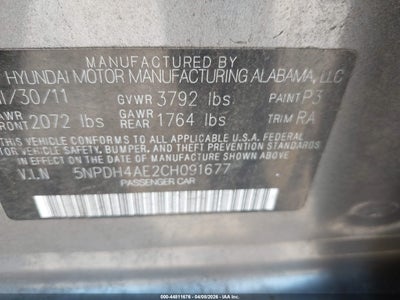 MANUFACTURED BY
HYUNDAI MOTOR MANUFACTURING ALABAMA, LLC
/30/11 GVWR 3792 lbs PAINT P3
GAWR FRONT 2072 lbs GAWR REAR 1764 lbs TRIM RA
THIS VEHICLE CONFORMS TO ALL APPLICABLE U.S.A. FEDERAL
MOTOR VEHICLE SAFETY, BUMPER, AND THEFT PREVENTION
STANDARDS IN EFFECT ON THE DATE OF MANUFACTURE SHOWN ABOVE.
V.I.N 5NPDH4AE2CH091677
PASSENGER CAR
000-44811676 - 04/09/2026 - 000-IAA